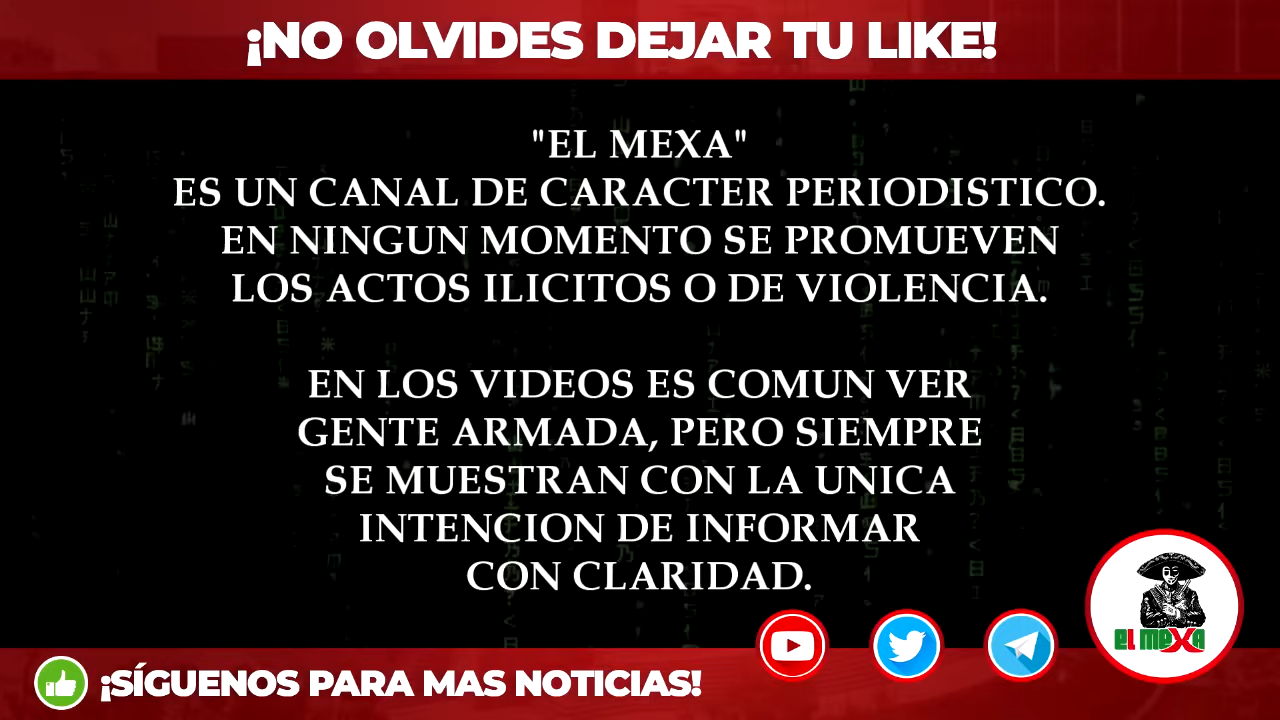 ¡NO OLVIDES DEJAR TU LIKE!
"EL MEXA"
ES UN CANAL DE CARACTER PERIODISTICO.
EN NINGUN MOMENTO SE PROMUEVEN
LOS ACTOS ILICITOS O DE VIOLENCIA.
EN LOS VIDEOS ES COMUN VER
GENTE ARMADA, PERO SIEMPRE
SE MUESTRAN CON LA UNICA
INTENCION DE INFORMAR
CON CLARIDAD.
el mexa
¡SÍGUENOS PARA MAS NOTICIAS!